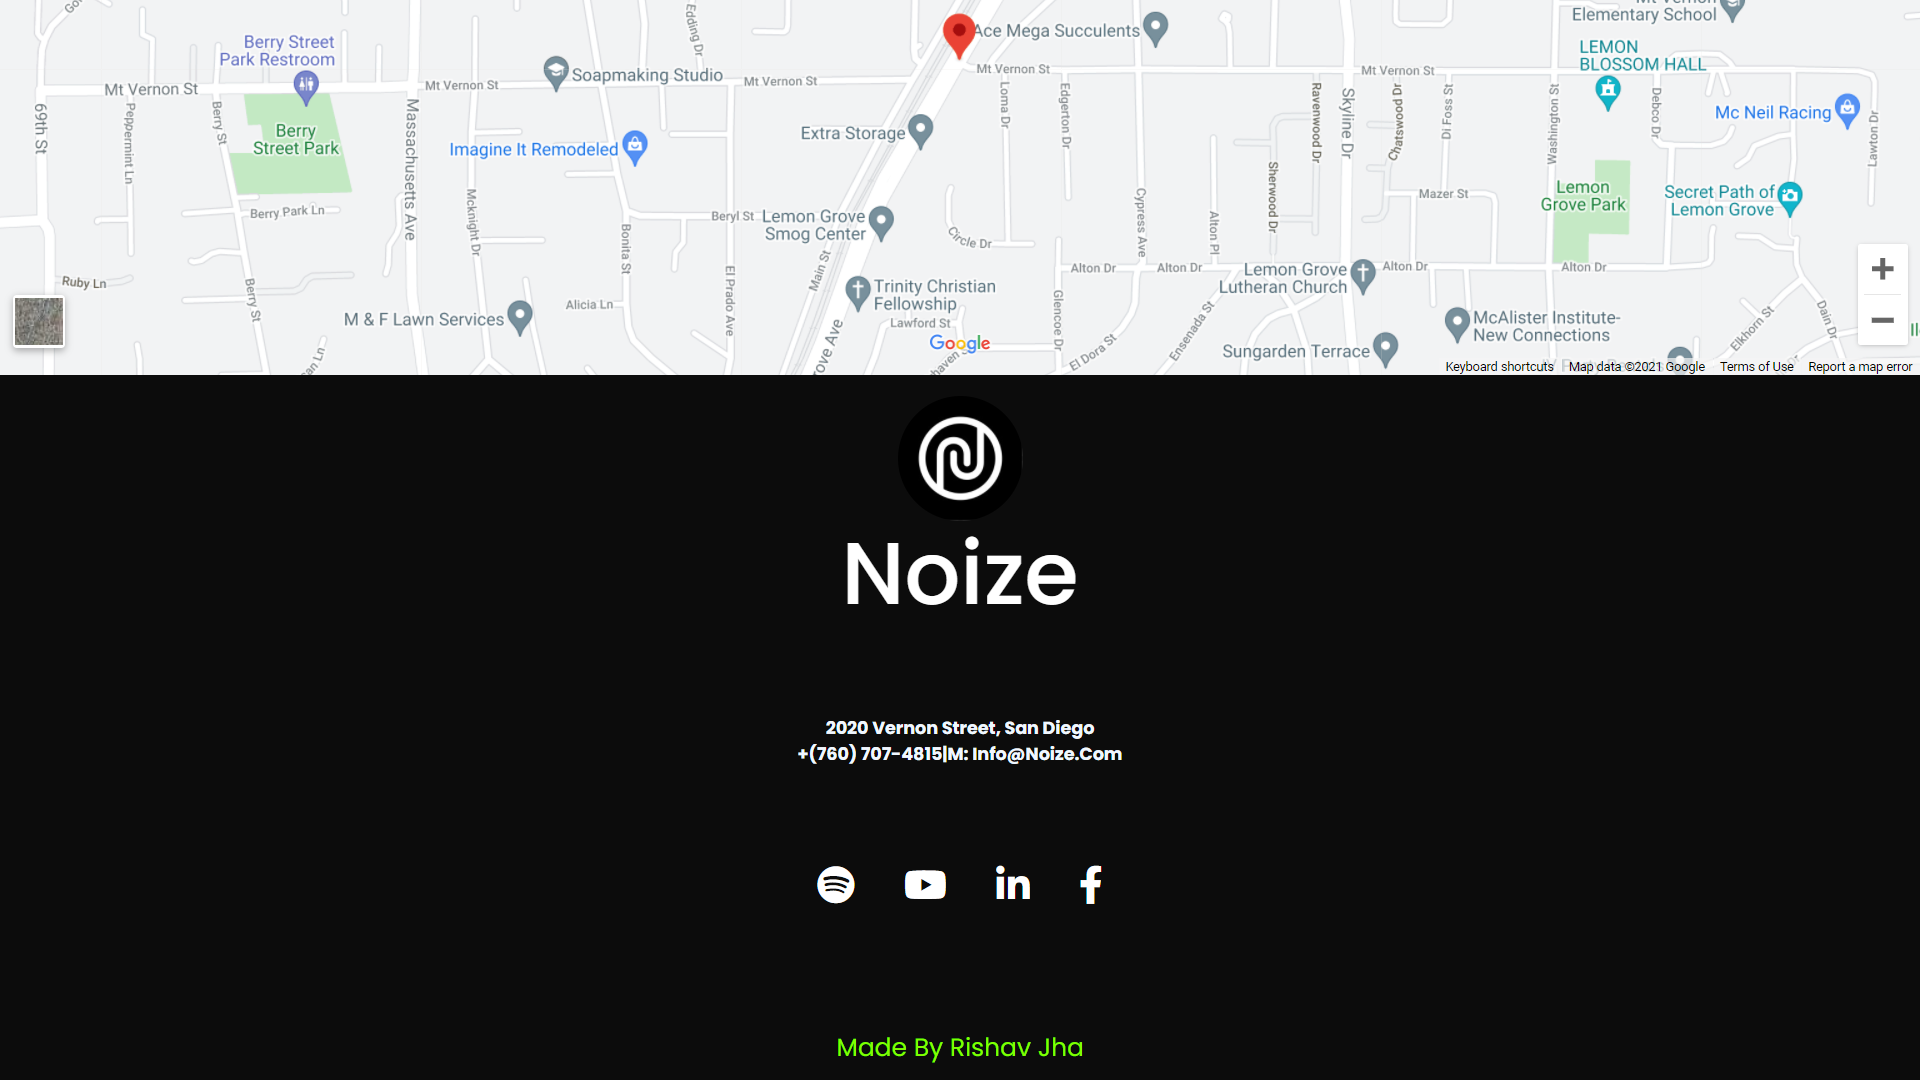 Edding Dr
Mt Vernon
Elementary School
Ace Mega Succulents
Berry Street
Park Restroom
LEMON
BLOSSOM HALL
Soapmaking Studio
Mt Vernon St
Mt Vernon St
Mt Vernon St
Mt Vernon St
Mt Vernon St
69th St
Peppermint Ln
Berry St
Massachusetts Ave
Loma Dr
Edgerton Dr
Ravenwood Dr
Skyline Dr
Chatswood Dr
Di Foss St
Washington St
Debco Dr
Mc Neil Racing
Lawton Dr
Berry
Street Park
Imagine It Remodeled
Extra Storage
Sherwood Dr
Mazer St
Lemon
Grove Park
Secret Path of
Lemon Grove
Berry Park Ln
Mcknight Dr
Bonita St
Beryl St
Lemon Grove
Smog Center
Circle Dr
Cypress Ave
Alton Pl
Main St
El Prado Ave
Alton Dr
Alton Dr
Lemon Grove
Lutheran Church
Alton Dr
Alton Dr
Ruby Ln
Berry St
Trinity Christian
Fellowship
Glencoe Dr
Ensenada St
Alicia Ln
M & F Lawn Services
Lawford St
McAlister Institute-
New Connections
Elkhorn St
Dain Dr
Google
El Dora St
Sungarden Terrace
Keyboard shortcuts
Map data ©2021 Google
Terms of Use
Report a map error
Noize
2020 Vernon Street, San Diego
+(760) 707-4815|M: Info@Noize.Com
Made By Rishav Jha